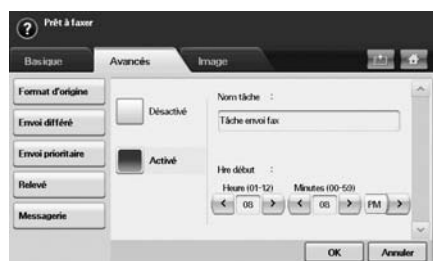 Prêt à faxer
Basique
Avancés
Image
Format d'origine
Envoi différé
Envoi prioritaire
Relevé
Messagerie
Désactivé
Activé
Nom tâche :
Tâche envoi fax
Hre début :
Heure (01-12) Minutes (00-59)
< 08 > < 08 > PM >
OK
Annuler